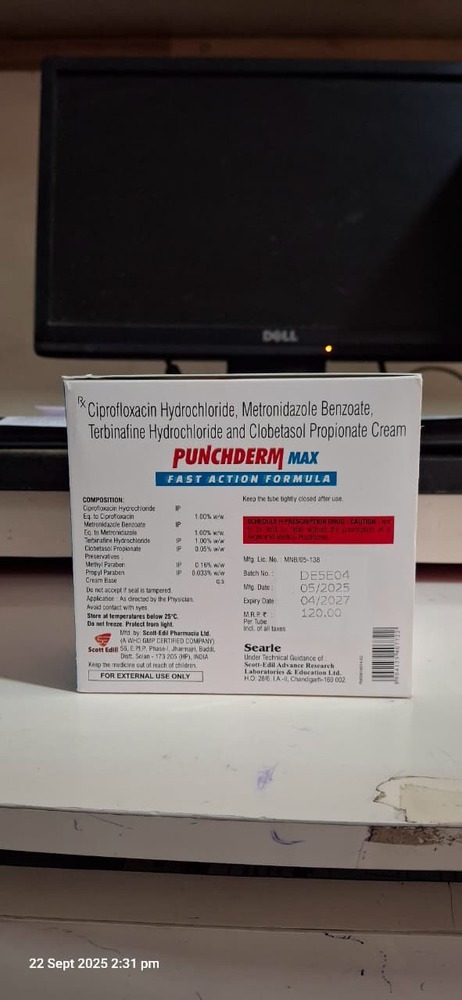 DELL
Rx Ciprofloxacin Hydrochloride, Metronidazole Benzoate,
Terbinafine Hydrochloride and Clobetasol Propionate Cream
PUNCHDERM MAX
FAST ACTION FORMULA
COMPOSITION:
Ciprofloxacin Hydrochloride IP
Eq. to Ciprofloxacin 1.00% w/w
Metronidazole Benzoate IP
Eq. to Metronidazole 1.00% w/w
Terbinafine Hydrochloride IP 1.00% w/w
Clobetasol Propionate IP 0.05% w/w
Preservatives :
Methyl Paraben IP 0.16% w/w
Propyl Paraben IP 0.033% w/w
Cream Base q.s
Do not accept if seal is tampered.
Application : As directed by the Physician.
Avoid contact with eyes
Store at temperatures below 25°C.
Do not freeze. Protect from light.
Scott Edil
Mfd. by: Scott-Edil Pharmacia Ltd.
(A WHO GMP CERTIFIED COMPANY)
56, E.P.I.P. Phase-I, Jharmajri, Baddi,
Distt. Solan - 173 205 (HP), INDIA
Keep the medicine out of reach of children.
FOR EXTERNAL USE ONLY
Keep the tube tightly closed after use.
SCHEDULE H PRESCRIPTION DRUG - CAUTION
Mfg. Lic. No. : MNB/05-138
Batch No. : DE5E04
Mfg. Date : 05/2025
Expiry Date : 04/2027
M.R.P. ₹ : 120.00
Per Tube
Incl. of all taxes
Searle
Under Technical Guidance of :
Scott-Edil Advance Research
Laboratories & Education Ltd.
H.O: 28/6, I.A.-II, Chandigarh-160 002
22 Sept 2025 2:31 pm